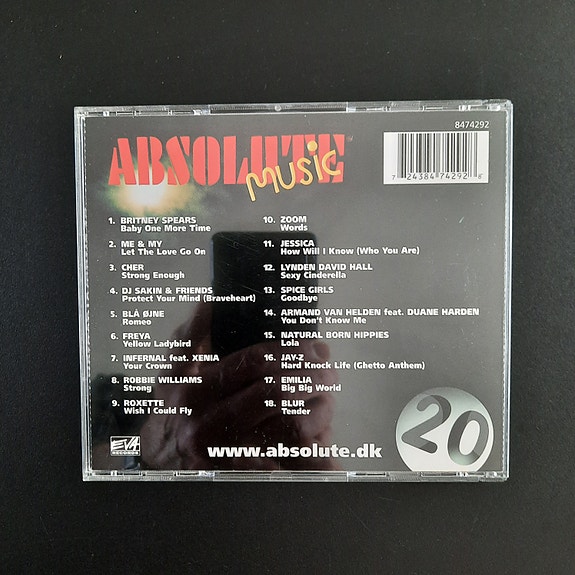 8474292
ABSOLUTE
music
7 24384 74292 8
1. BRITNEY SPEARS
Baby One More Time
2. ME & MY
Let The Love Go On
3. CHER
Strong Enough
4. DJ SAKIN & FRIENDS
Protect Your Mind (Braveheart)
5. BLÅ ØJNE
Romeo
6. FREYA
Yellow Ladybird
7. INFERNAL feat. XENIA
Your Crown
8. ROBBIE WILLIAMS
Strong
9. ROXETTE
Wish I Could Fly
10. ZOOM
Words
11. JESSICA
How Will I Know (Who You Are)
12. LYNDEN DAVID HALL
Sexy Cinderella
13. SPICE GIRLS
Goodbye
14. ARMAND VAN HELDEN feat. DUANE HARDEN
You Don't Know Me
15. NATURAL BORN HIPPIES
Lola
16. JAY-Z
Hard Knock Life (Ghetto Anthem)
17. EMILIA
Big Big World
18. BLUR
Tender
EVA
RECORDS
www.absolute.dk
20